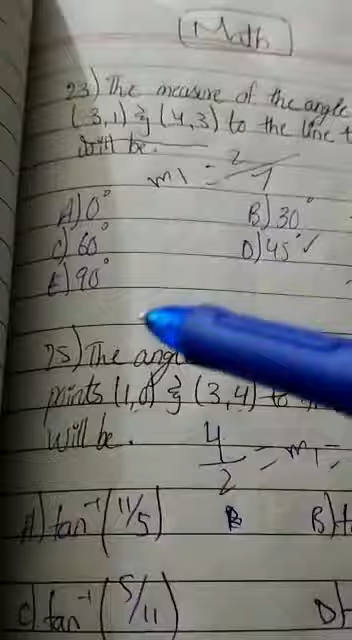 Math
23) The measure of the angle
(-3,1) & (4,3) to the line t
will be.
m1 = 2/7
A) 0° B) 30°
C) 60° D) 45° ✓
E) 90°
25) The angl
points (1,0) & (3,4) to
will be. 4/2 = m1 =
A) tan⁻¹(11/5) B) t
C) tan⁻¹(5/11) D) t